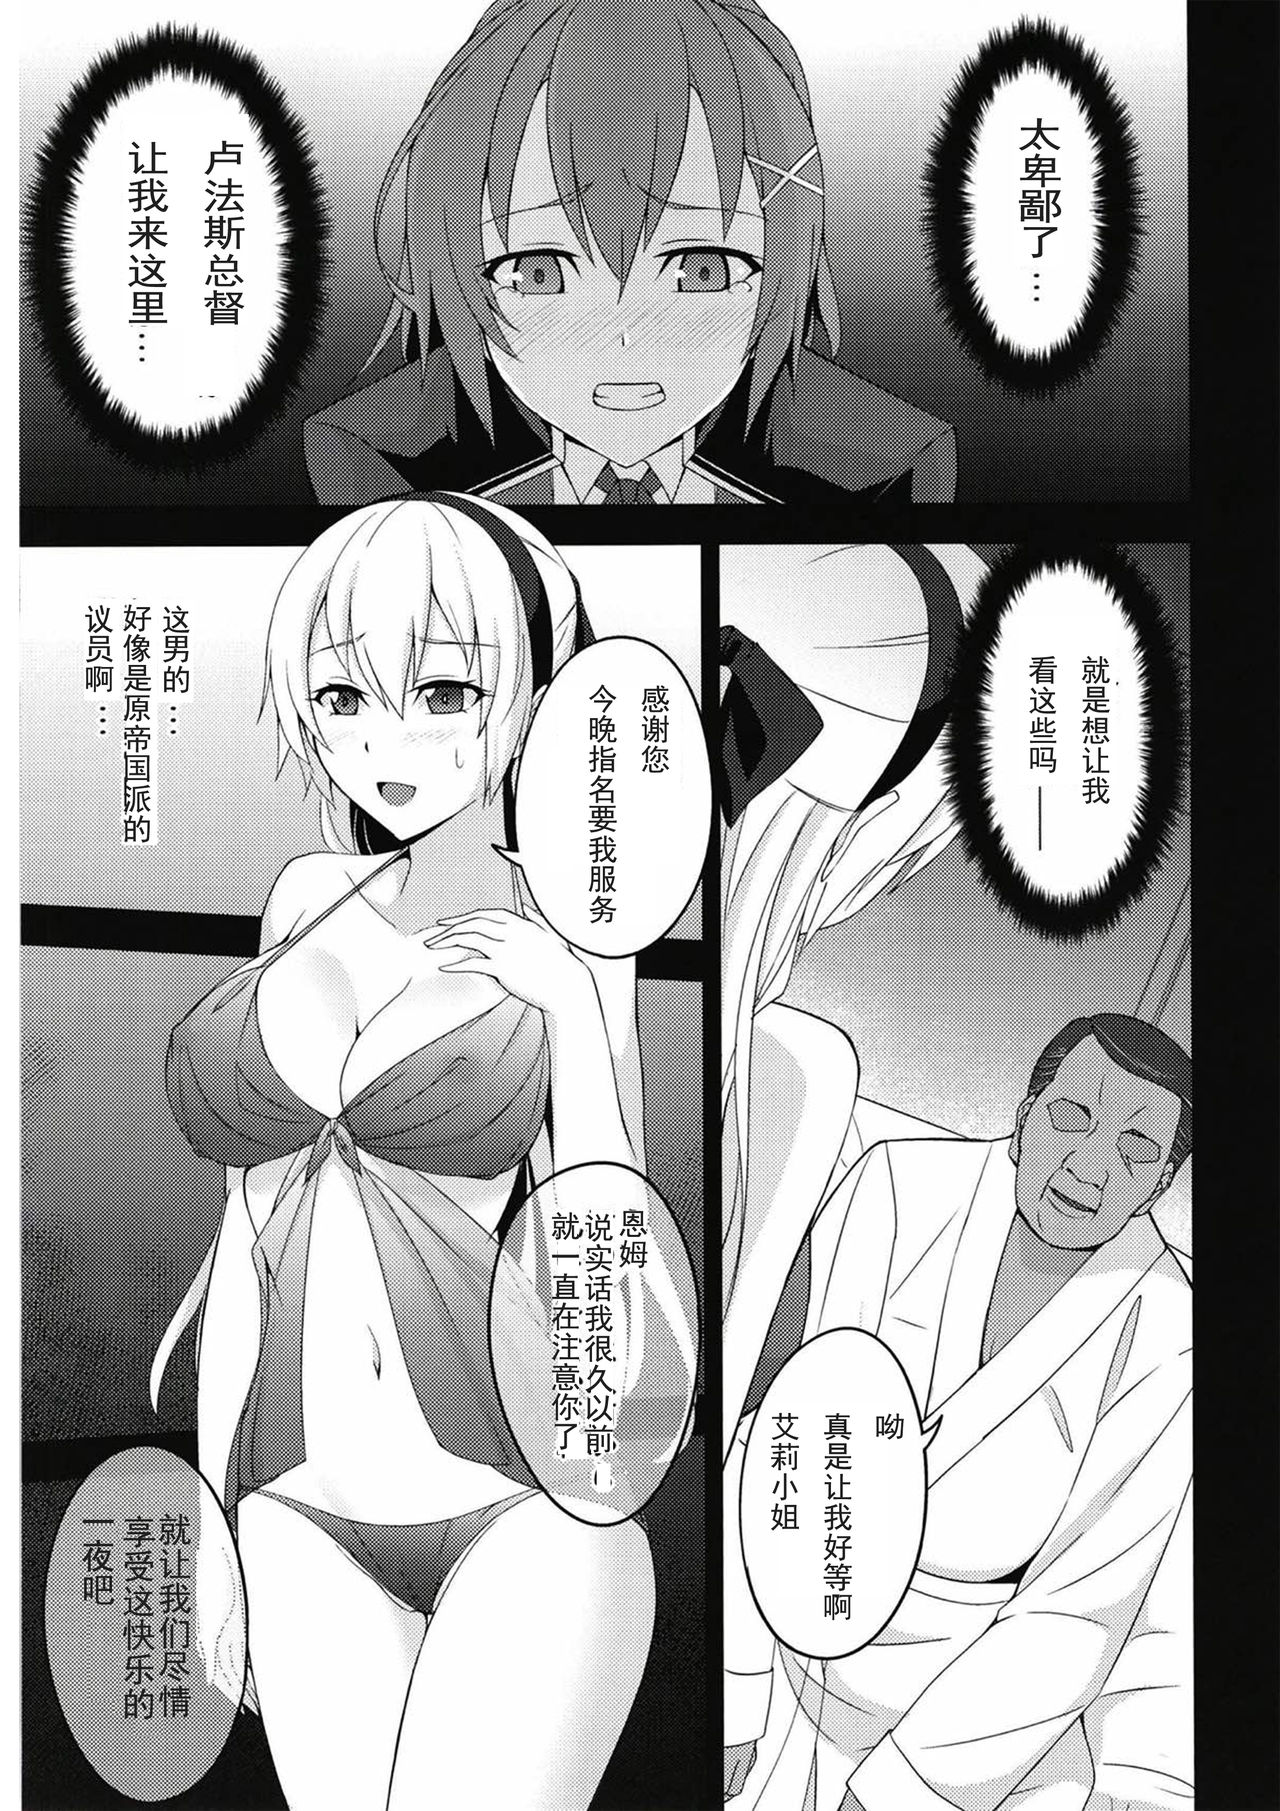 太卑鄙了…
卢法斯总督
让我来这里…
就是想让我
看这些吗——
呦
真是让我好等啊
艾莉小姐
感谢您
今晚指名要我服务
这男的…
好像是原帝国派的
议员啊…
恩姆
说实话我很久以前
就一直在注意你了
就让我们尽情
享受这快乐的
一夜吧